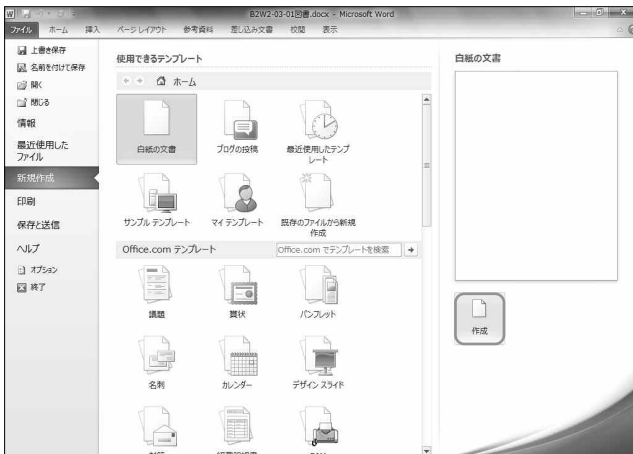 B2W2-03-01図書.docx - Microsoft Word
ファイル ホーム 挿入 ページ レイアウト 参考資料 差し込み文書 校閲 表示
上書き保存
名前を付けて保存
開く
閉じる
情報
最近使用した
ファイル
新規作成
印刷
保存と送信
ヘルプ
オプション
終了
使用できるテンプレート
ホーム
白紙の文書 ブログの投稿 最近使用したテンプ
レート
サンプル テンプレート マイ テンプレート 既存のファイルから新規
作成
Office.com テンプレート Office.com でテンプレートを検索
議題 賞状 パンフレット
名刺 カレンダー デザイン スライド
白紙の文書
作成